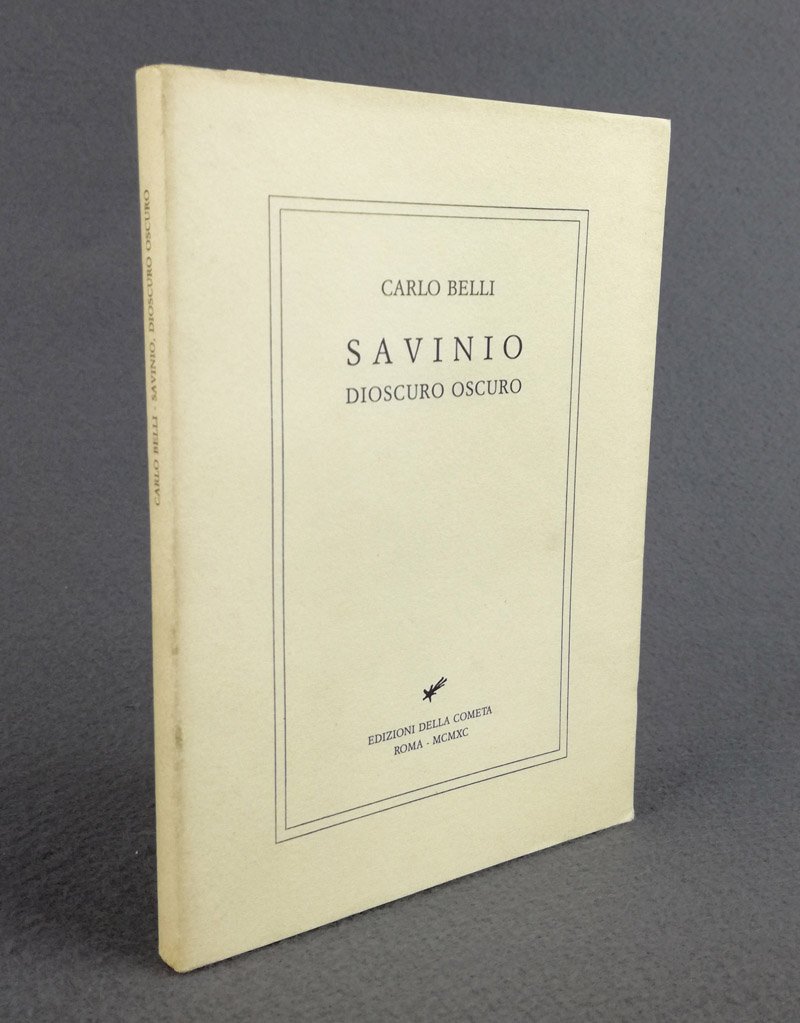 CARLO BELLI - SAVINIO, DIOSCURO OSCURO
CARLO BELLI
SAVINIO
DIOSCURO OSCURO
EDIZIONI DELLA COMETA
ROMA - MCMXC